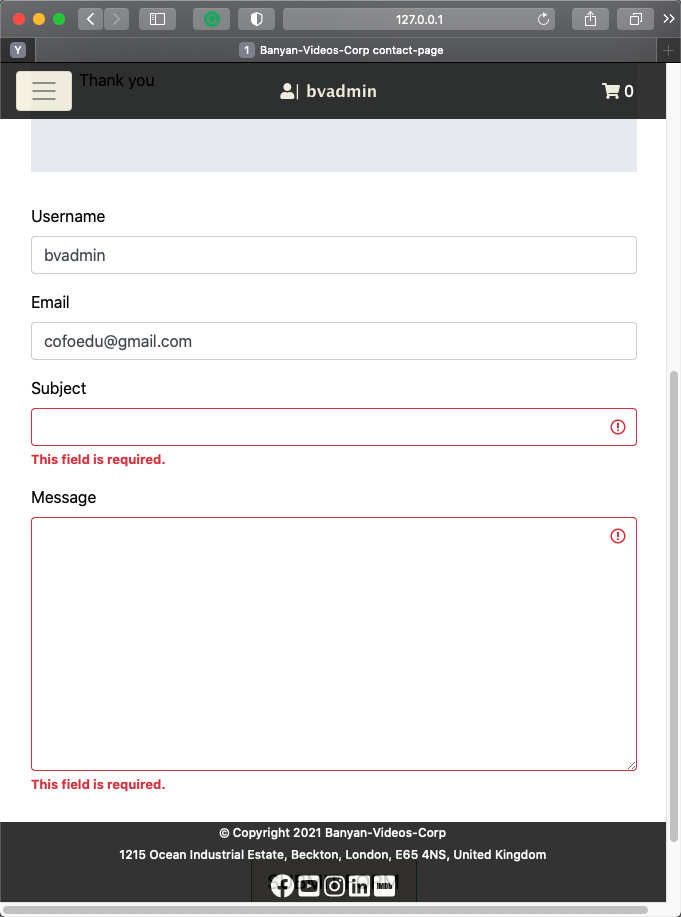 127.0.0.1
Y
1 Banyan-Videos-Corp contact-page
Thank you
bvadmin
0
Username
bvadmin
Email
cofoedu@gmail.com
Subject
This field is required.
Message
This field is required.
© Copyright 2021 Banyan-Videos-Corp
1215 Ocean Industrial Estate, Beckton, London, E65 4NS, United Kingdom
IMDb